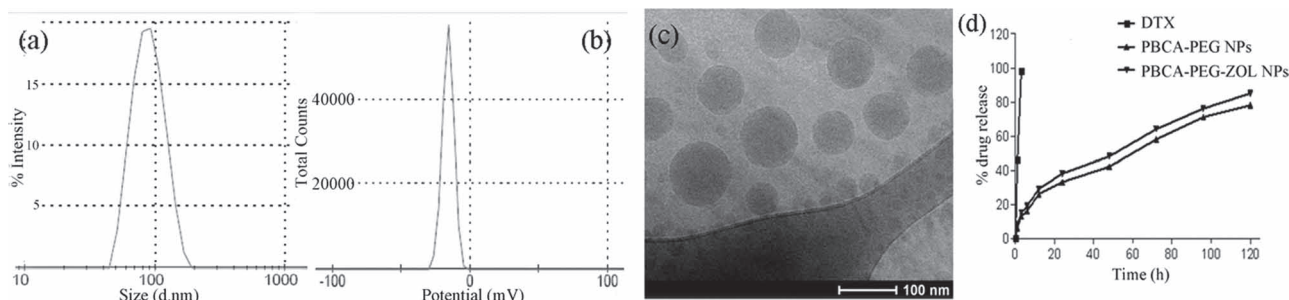 (a)
% Intensity
15
10
5
10
100
1000
Size (d.nm)
(b)
Total Counts
40000
20000
-100
0
100
Potential (mV)
(c)
100 nm
(d)
DTX
PBCA-PEG NPs
PBCA-PEG-ZOL NPs
% drug release
120
100
80
60
40
20
0
0 20 40 60 80 100 120
Time (h)